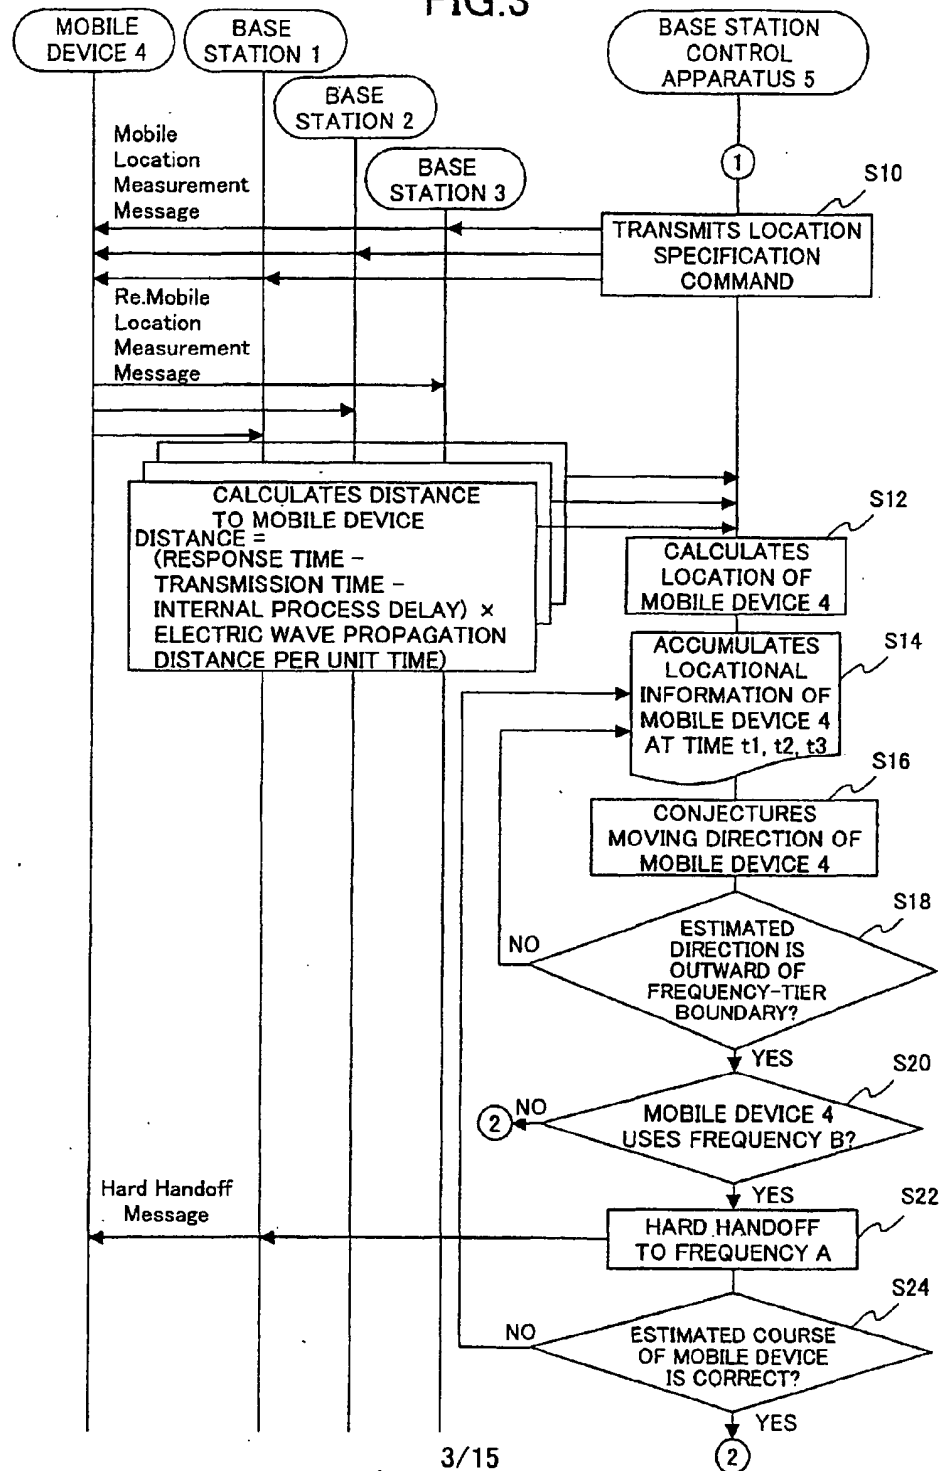 FIG.3
MOBILE
DEVICE 4
BASE
STATION 1
BASE
STATION 2
BASE
STATION 3
BASE STATION
CONTROL
APPARATUS 5
1
Mobile
Location
Measurement
Message
S10
TRANSMITS LOCATION
SPECIFICATION
COMMAND
Re.Mobile
Location
Measurement
Message
CALCULATES DISTANCE
TO MOBILE DEVICE
DISTANCE =
(RESPONSE TIME −
TRANSMISSION TIME −
INTERNAL PROCESS DELAY) ×
ELECTRIC WAVE PROPAGATION
DISTANCE PER UNIT TIME)
S12
CALCULATES
LOCATION OF
MOBILE DEVICE 4
S14
ACCUMULATES
LOCATIONAL
INFORMATION OF
MOBILE DEVICE 4
AT TIME t1, t2, t3
S16
CONJECTURES
MOVING DIRECTION OF
MOBILE DEVICE 4
S18
ESTIMATED
DIRECTION IS
OUTWARD OF
FREQUENCY-TIER
BOUNDARY?
NO
YES
S20
MOBILE DEVICE 4
USES FREQUENCY B?
NO
2
YES
S22
HARD HANDOFF
TO FREQUENCY A
Hard Handoff
Message
S24
ESTIMATED COURSE
OF MOBILE DEVICE
IS CORRECT?
NO
YES
2
3/15